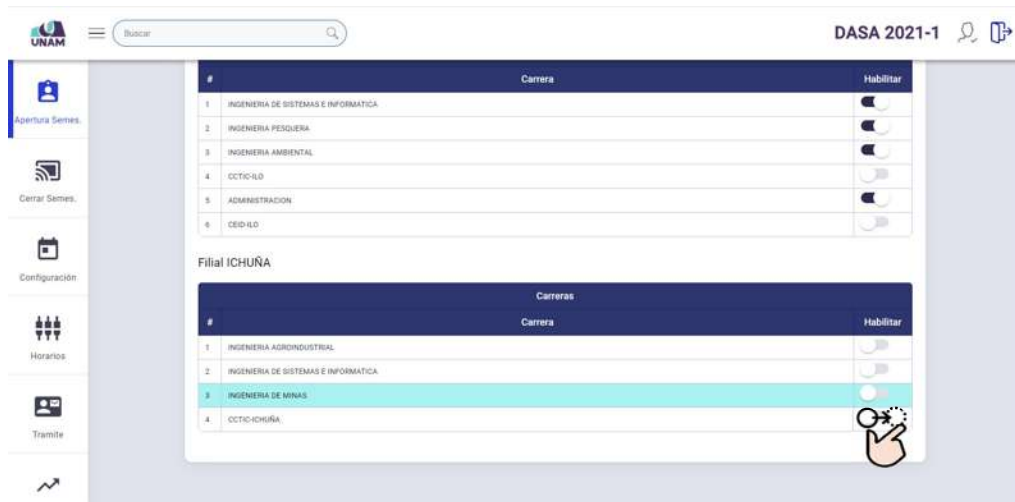 UNAM
Buscar
DASA 2021-1
Apertura Semes.
Cerrar Semes.
Configuración
Horarios
Tramite
# Carrera Habilitar
1 INGENIERIA DE SISTEMAS E INFORMATICA
2 INGENIERIA PESQUERA
3 INGENIERIA AMBIENTAL
4 CCTIC-ILO
5 ADMINISTRACION
6 CEID-ILO
Filial ICHUÑA
Carreras
# Carrera Habilitar
1 INGENIERIA AGROINDUSTRIAL
2 INGENIERIA DE SISTEMAS E INFORMATICA
3 INGENIERIA DE MINAS
4 CCTIC-ICHUÑA